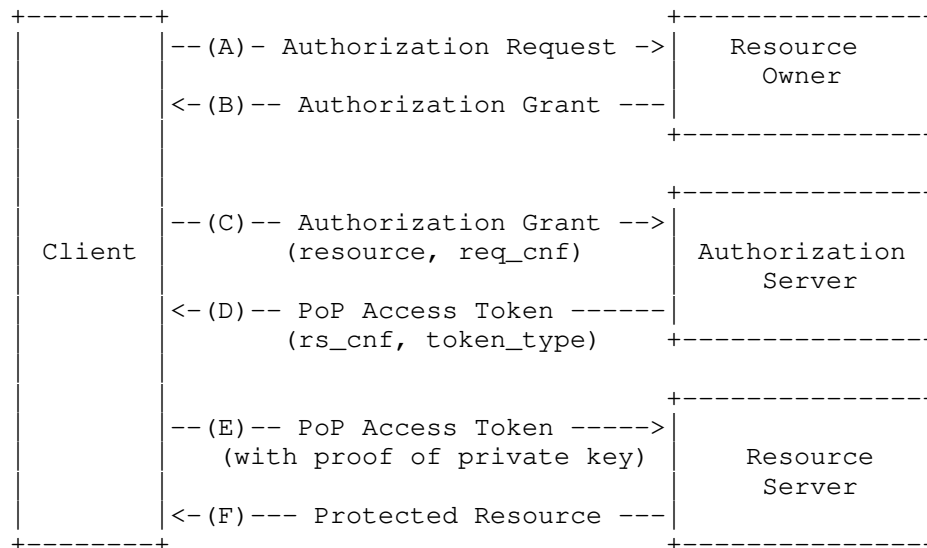 --(A)- Authorization Request ->| Resource
Owner
<-(B)-- Authorization Grant ---
--(C)-- Authorization Grant -->
Client (resource, req_cnf) Authorization
Server
<-(D)-- PoP Access Token ------
(rs_cnf, token_type)
--(E)-- PoP Access Token ----->
(with proof of private key) Resource
Server
<-(F)--- Protected Resource ---